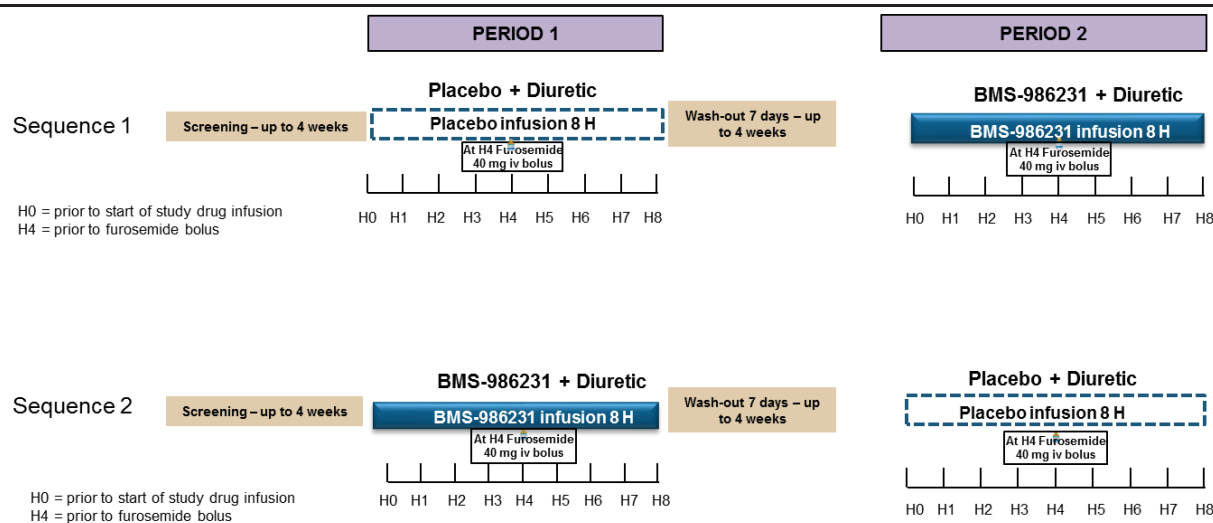 PERIOD 1
PERIOD 2
Sequence 1
Screening – up to 4 weeks
Placebo + Diuretic
Placebo infusion 8 H
At H4 Furosemide
40 mg iv bolus
H0 H1 H2 H3 H4 H5 H6 H7 H8
Wash-out 7 days – up
to 4 weeks
BMS-986231 + Diuretic
BMS-986231 infusion 8 H
At H4 Furosemide
40 mg iv bolus
H0 H1 H2 H3 H4 H5 H6 H7 H8
H0 = prior to start of study drug infusion
H4 = prior to furosemide bolus
Sequence 2
Screening – up to 4 weeks
BMS-986231 + Diuretic
BMS-986231 infusion 8 H
At H4 Furosemide
40 mg iv bolus
H0 H1 H2 H3 H4 H5 H6 H7 H8
Wash-out 7 days – up
to 4 weeks
Placebo + Diuretic
Placebo infusion 8 H
At H4 Furosemide
40 mg iv bolus
H0 H1 H2 H3 H4 H5 H6 H7 H8
H0 = prior to start of study drug infusion
H4 = prior to furosemide bolus